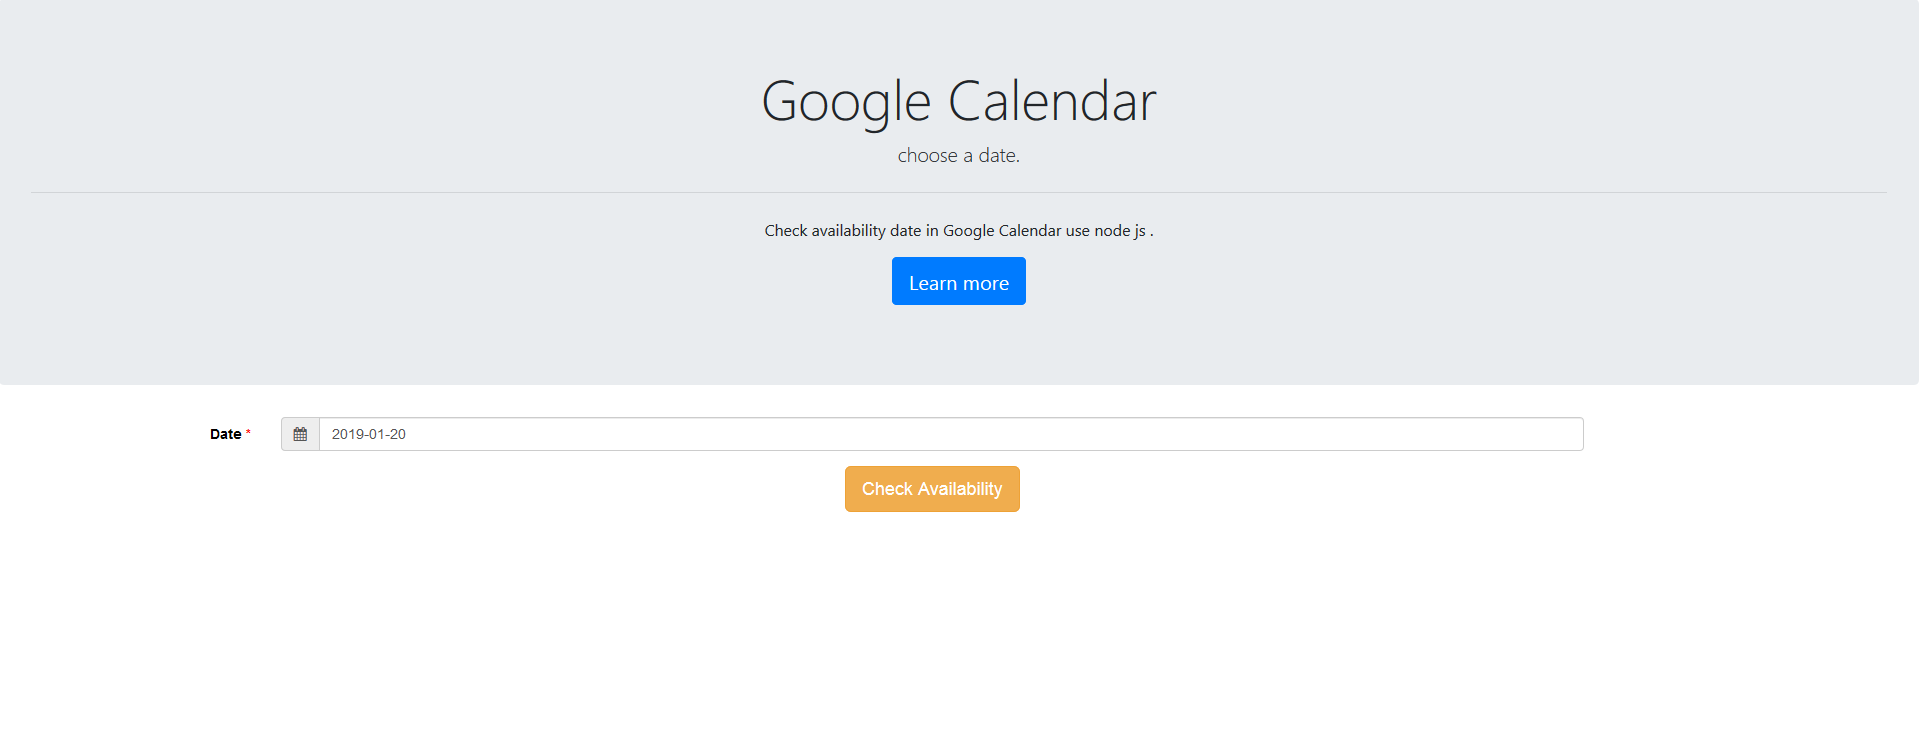 Google Calendar
choose a date.
Check availability date in Google Calendar use node js .
Learn more
Date * 2019-01-20
Check Availability